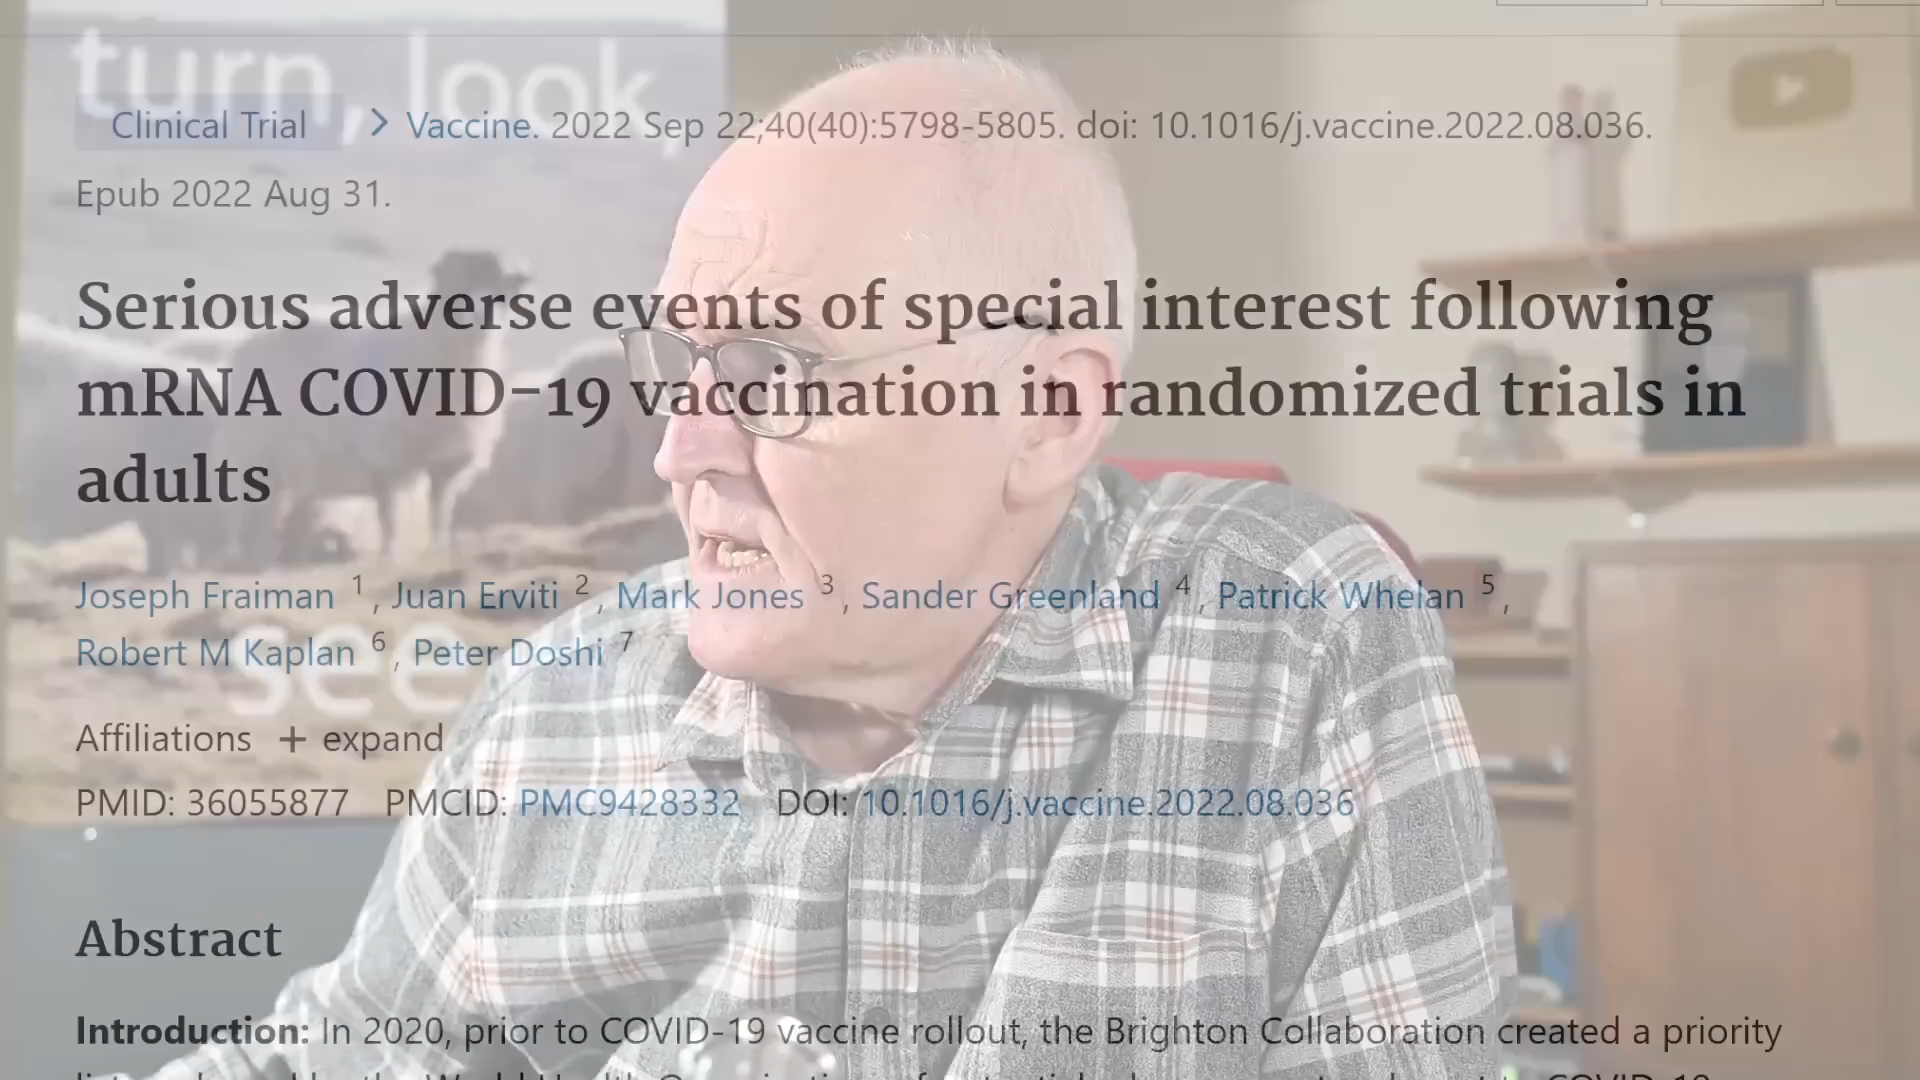 turn, look,
Clinical Trial > Vaccine. 2022 Sep 22;40(40):5798-5805. doi: 10.1016/j.vaccine.2022.08.036.
Epub 2022 Aug 31.
Serious adverse events of special interest following
mRNA COVID-19 vaccination in randomized trials in
adults
Joseph Fraiman 1, Juan Erviti 2, Mark Jones 3, Sander Greenland 4, Patrick Whelan 5,
Robert M Kaplan 6, Peter Doshi 7
see
Affiliations + expand
PMID: 36055877 PMCID: PMC9428332 DOI: 10.1016/j.vaccine.2022.08.036
Abstract
Introduction: In 2020, prior to COVID-19 vaccine rollout, the Brighton Collaboration created a priority